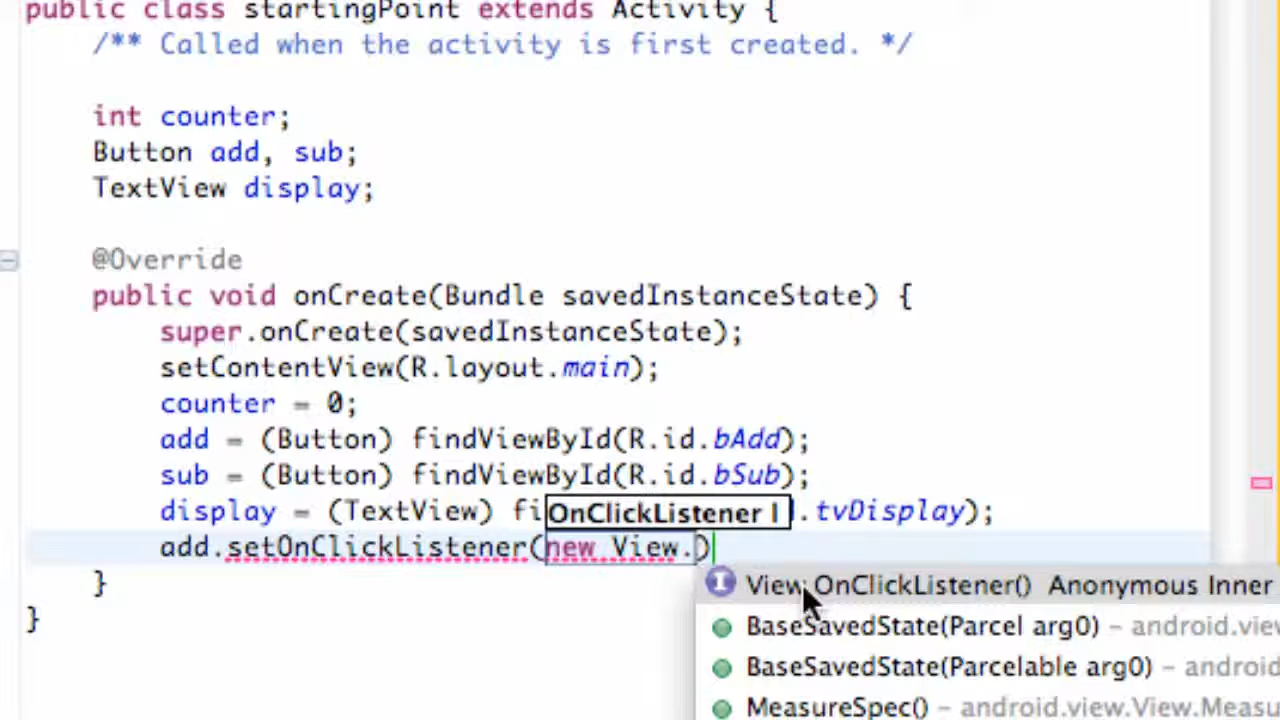 public class startingPoint extends Activity {
/** Called when the activity is first created. */
int counter;
Button add, sub;
TextView display;
@Override
public void onCreate(Bundle savedInstanceState) {
super.onCreate(savedInstanceState);
setContentView(R.layout.main);
counter = 0;
add = (Button) findViewById(R.id.bAdd);
sub = (Button) findViewById(R.id.bSub);
display = (TextView) fi OnClickListener l .tvDisplay);
add.setOnClickListener(new View.)
}
}
View.OnClickListener() Anonymous Inner
BaseSavedState(Parcel arg0) – android.view
BaseSavedState(Parcelable arg0) – android
MeasureSpec() – android.view.View.Measu